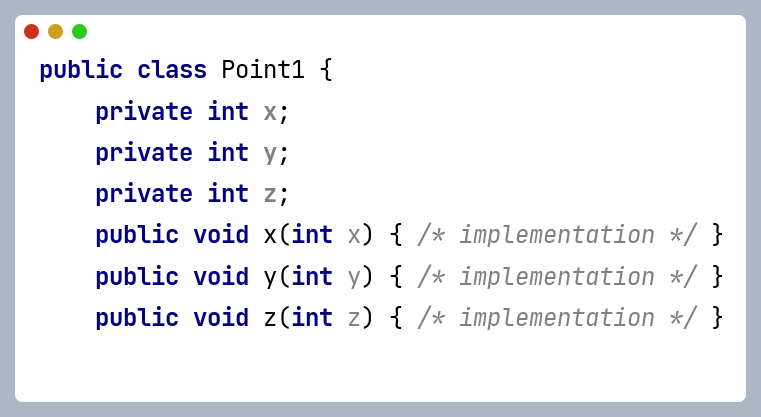 public class Point1 {
    private int x;
    private int y;
    private int z;
    public void x(int x) { /* implementation */ }
    public void y(int y) { /* implementation */ }
    public void z(int z) { /* implementation */ }